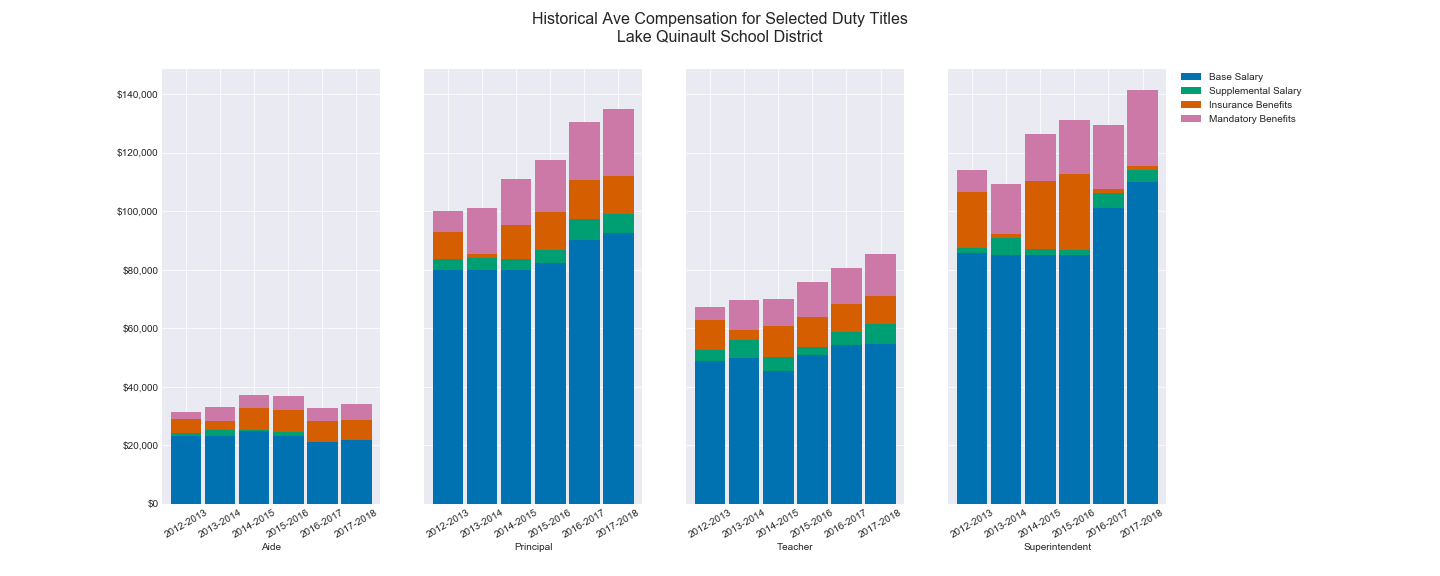 Historical Ave Compensation for Selected Duty Titles
Lake Quinault School District
Base Salary
Supplemental Salary
Insurance Benefits
Mandatory Benefits
$140,000
$120,000
$100,000
$80,000
$60,000
$40,000
$20,000
$0
2012-2013 2013-2014 2014-2015 2015-2016 2016-2017 2017-2018
Aide
2012-2013 2013-2014 2014-2015 2015-2016 2016-2017 2017-2018
Principal
2012-2013 2013-2014 2014-2015 2015-2016 2016-2017 2017-2018
Teacher
2012-2013 2013-2014 2014-2015 2015-2016 2016-2017 2017-2018
Superintendent